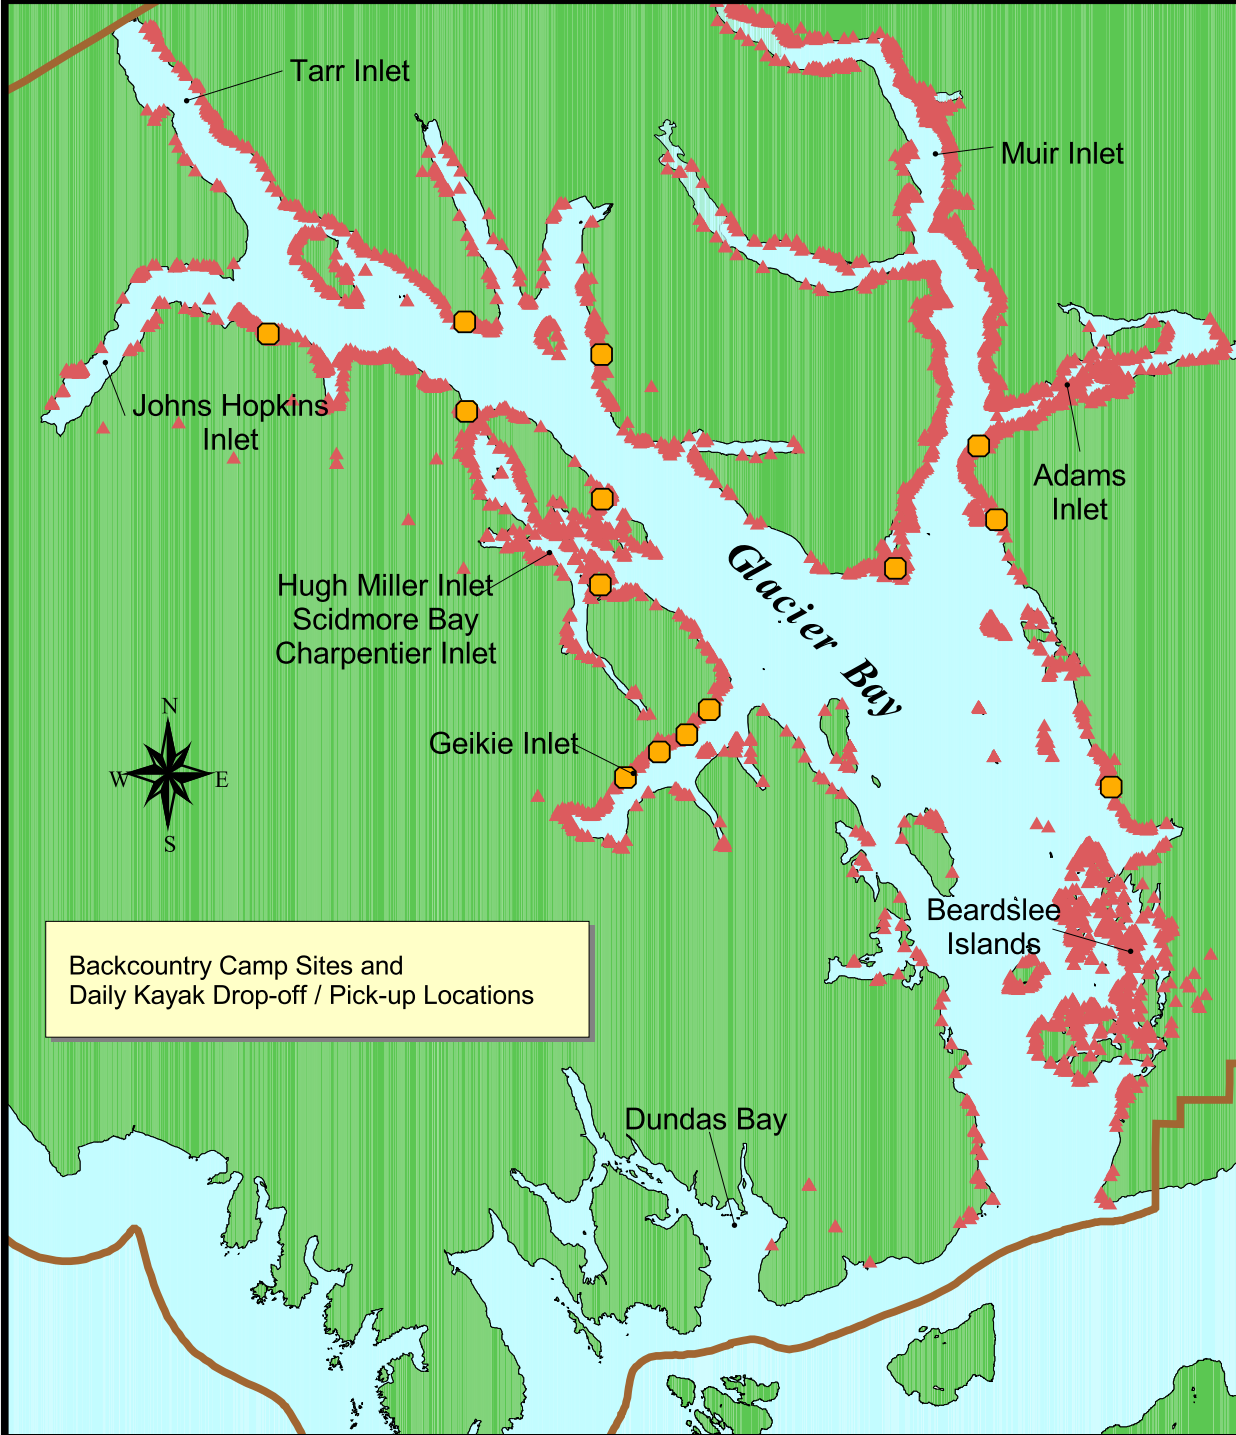 Tarr Inlet
Muir Inlet
Johns Hopkins
Inlet
Adams
Inlet
Glacier Bay
Hugh Miller Inlet
Scidmore Bay
Charpentier Inlet
N
W
E
S
Geikie Inlet
Beardslee
Islands
Backcountry Camp Sites and
Daily Kayak Drop-off / Pick-up Locations
Dundas Bay